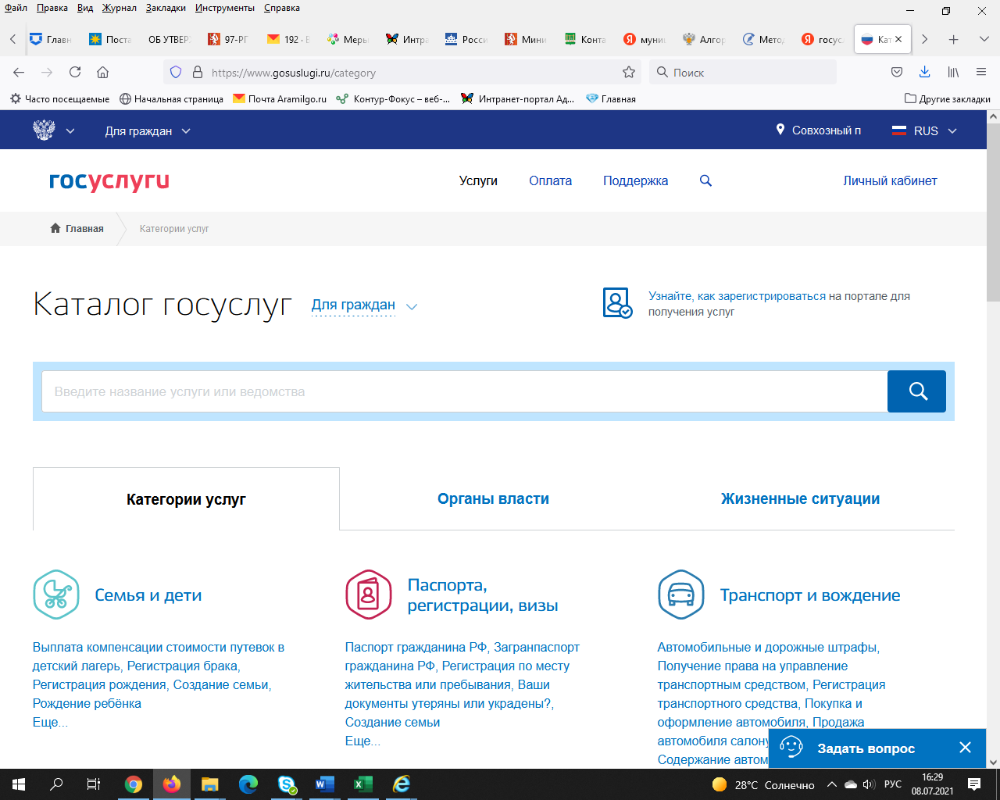 Файл Правка Вид Журнал Закладки Инструменты Справка
Главн Поста ОБ УТВЕР 97-РГ 192 · В Меры Интра Росси Мини Конта муни Алгор Метод госус Кат
https://www.gosuslugi.ru/category
Поиск
Часто посещаемые Начальная страница Почта Aramilgo.ru Контур-Фокус – веб-... Интранет-портал Ад... Главная Другие закладки
Для граждан Совхозный п RUS
госуслуги Услуги Оплата Поддержка Личный кабинет
Главная Категории услуг
Каталог госуслуг Для граждан
Узнайте, как зарегистрироваться на портале для
получения услуг
Введите название услуги или ведомства
Категории услуг Органы власти Жизненные ситуации
Семья и дети
Выплата компенсации стоимости путевок в
детский лагерь, Регистрация брака,
Регистрация рождения, Создание семьи,
Рождение ребёнка
Еще...
Паспорта,
регистрации, визы
Паспорт гражданина РФ, Загранпаспорт
гражданина РФ, Регистрация по месту
жительства или пребывания, Ваши
документы утеряны или украдены?,
Создание семьи
Еще...
Транспорт и вождение
Автомобильные и дорожные штрафы,
Получение права на управление
транспортным средством, Регистрация
транспортного средства, Покупка и
оформление автомобиля, Продажа
автомобиля салону
Содержание автом
Задать вопрос
28°C Солнечно РУС 16:29
08.07.2021